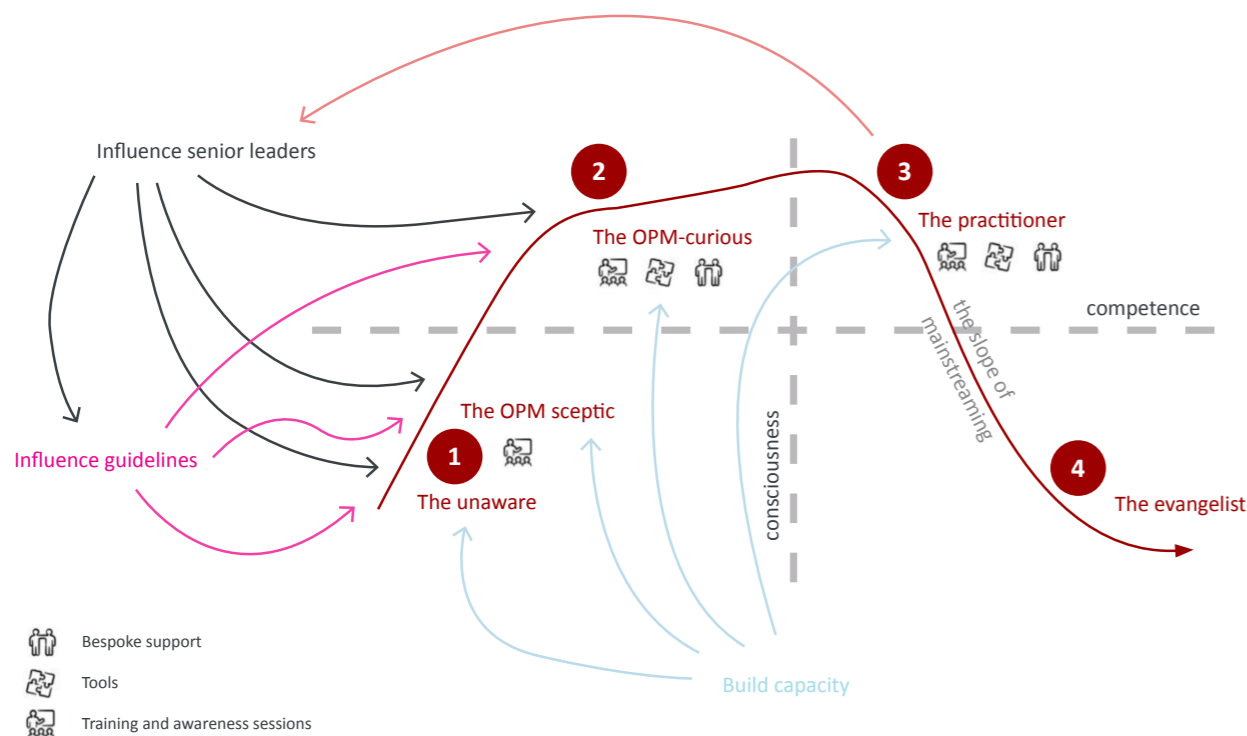 Influence senior leaders
2
3
The practitioner
The OPM-curious
competence
the slope of
mainstreaming
The OPM sceptic
Influence guidelines
1
The unaware
consciousness
4
The evangelist
Bespoke support
Tools
Build capacity
Training and awareness sessions